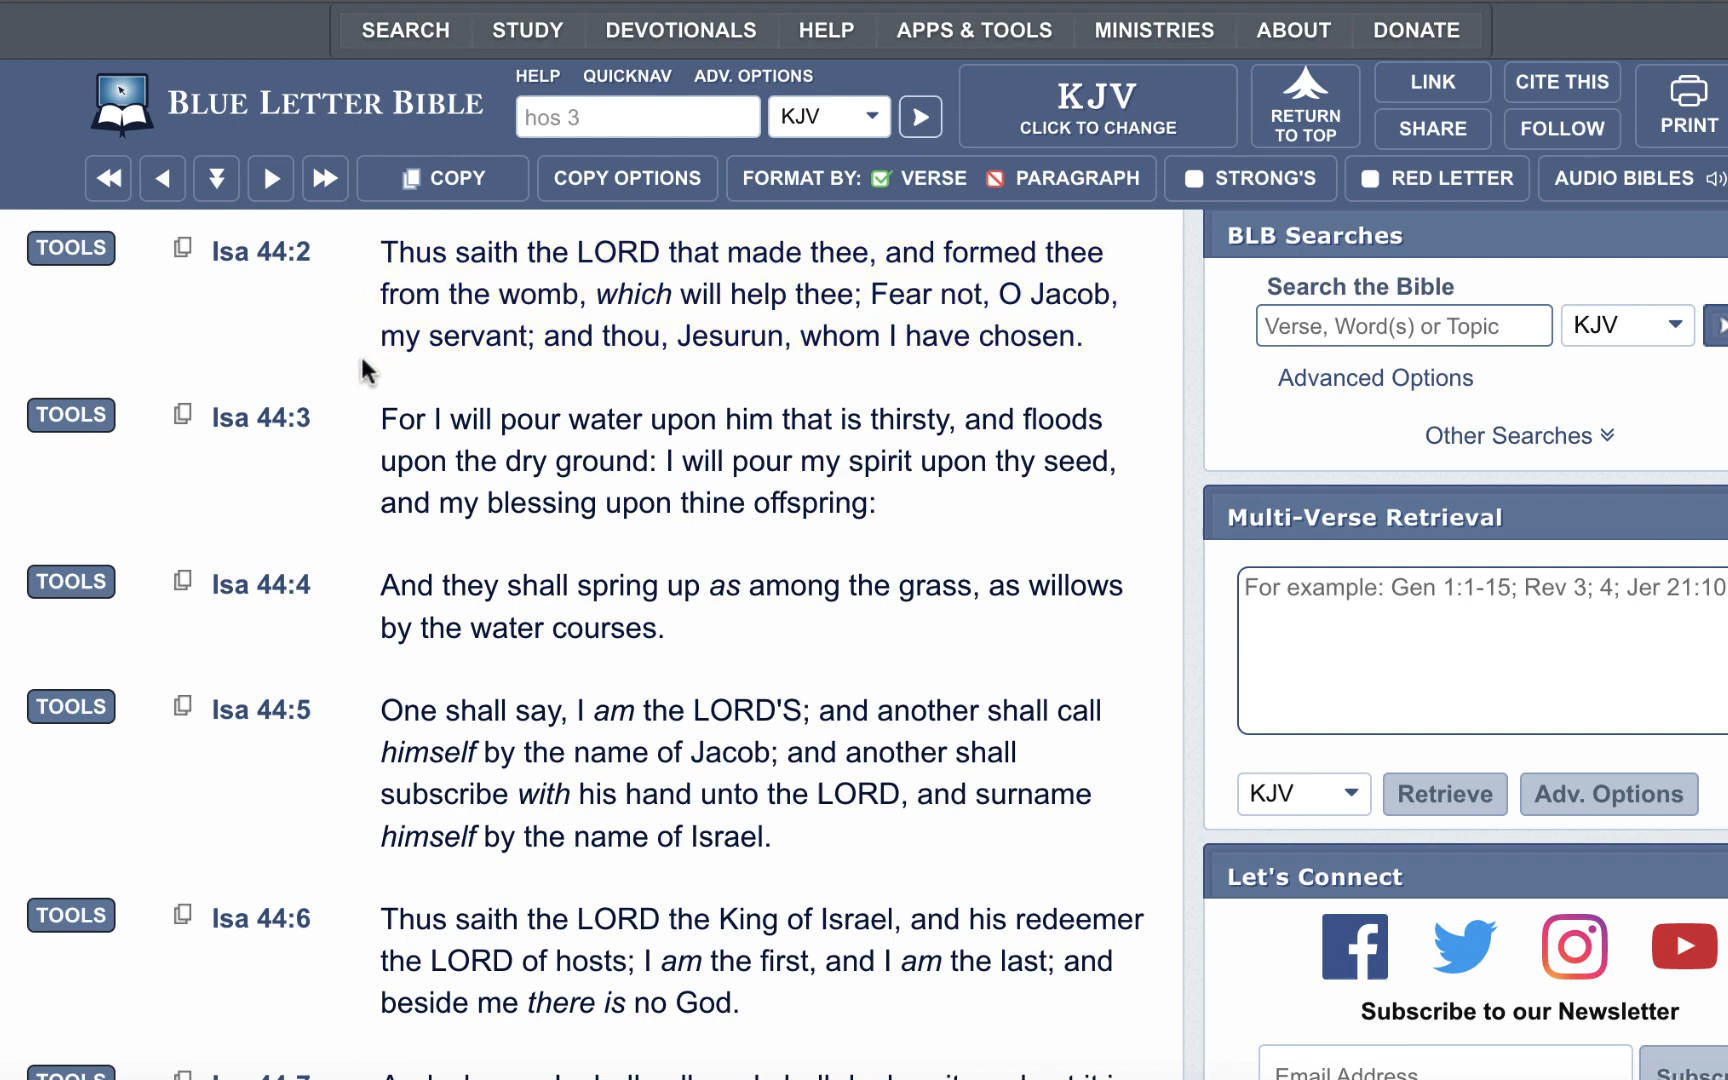 SEARCH STUDY DEVOTIONALS HELP APPS & TOOLS MINISTRIES ABOUT DONATE
BLUE LETTER BIBLE
HELP QUICKNAV ADV. OPTIONS
hos 3 KJV
KJV
CLICK TO CHANGE
RETURN
TO TOP
LINK CITE THIS
SHARE FOLLOW
PRINT
COPY COPY OPTIONS FORMAT BY: VERSE PARAGRAPH STRONG'S RED LETTER AUDIO BIBLES
TOOLS Isa 44:2 Thus saith the LORD that made thee, and formed thee
from the womb, which will help thee; Fear not, O Jacob,
my servant; and thou, Jesurun, whom I have chosen.
TOOLS Isa 44:3 For I will pour water upon him that is thirsty, and floods
upon the dry ground: I will pour my spirit upon thy seed,
and my blessing upon thine offspring:
TOOLS Isa 44:4 And they shall spring up as among the grass, as willows
by the water courses.
TOOLS Isa 44:5 One shall say, I am the LORD'S; and another shall call
himself by the name of Jacob; and another shall
subscribe with his hand unto the LORD, and surname
himself by the name of Israel.
TOOLS Isa 44:6 Thus saith the LORD the King of Israel, and his redeemer
the LORD of hosts; I am the first, and I am the last; and
beside me there is no God.
TOOLS Isa 44:7
BLB Searches
Search the Bible
Verse, Word(s) or Topic KJV
Advanced Options
Other Searches
Multi-Verse Retrieval
For example: Gen 1:1-15; Rev 3; 4; Jer 21:10
KJV Retrieve Adv. Options
Let's Connect
Subscribe to our Newsletter
Email Address